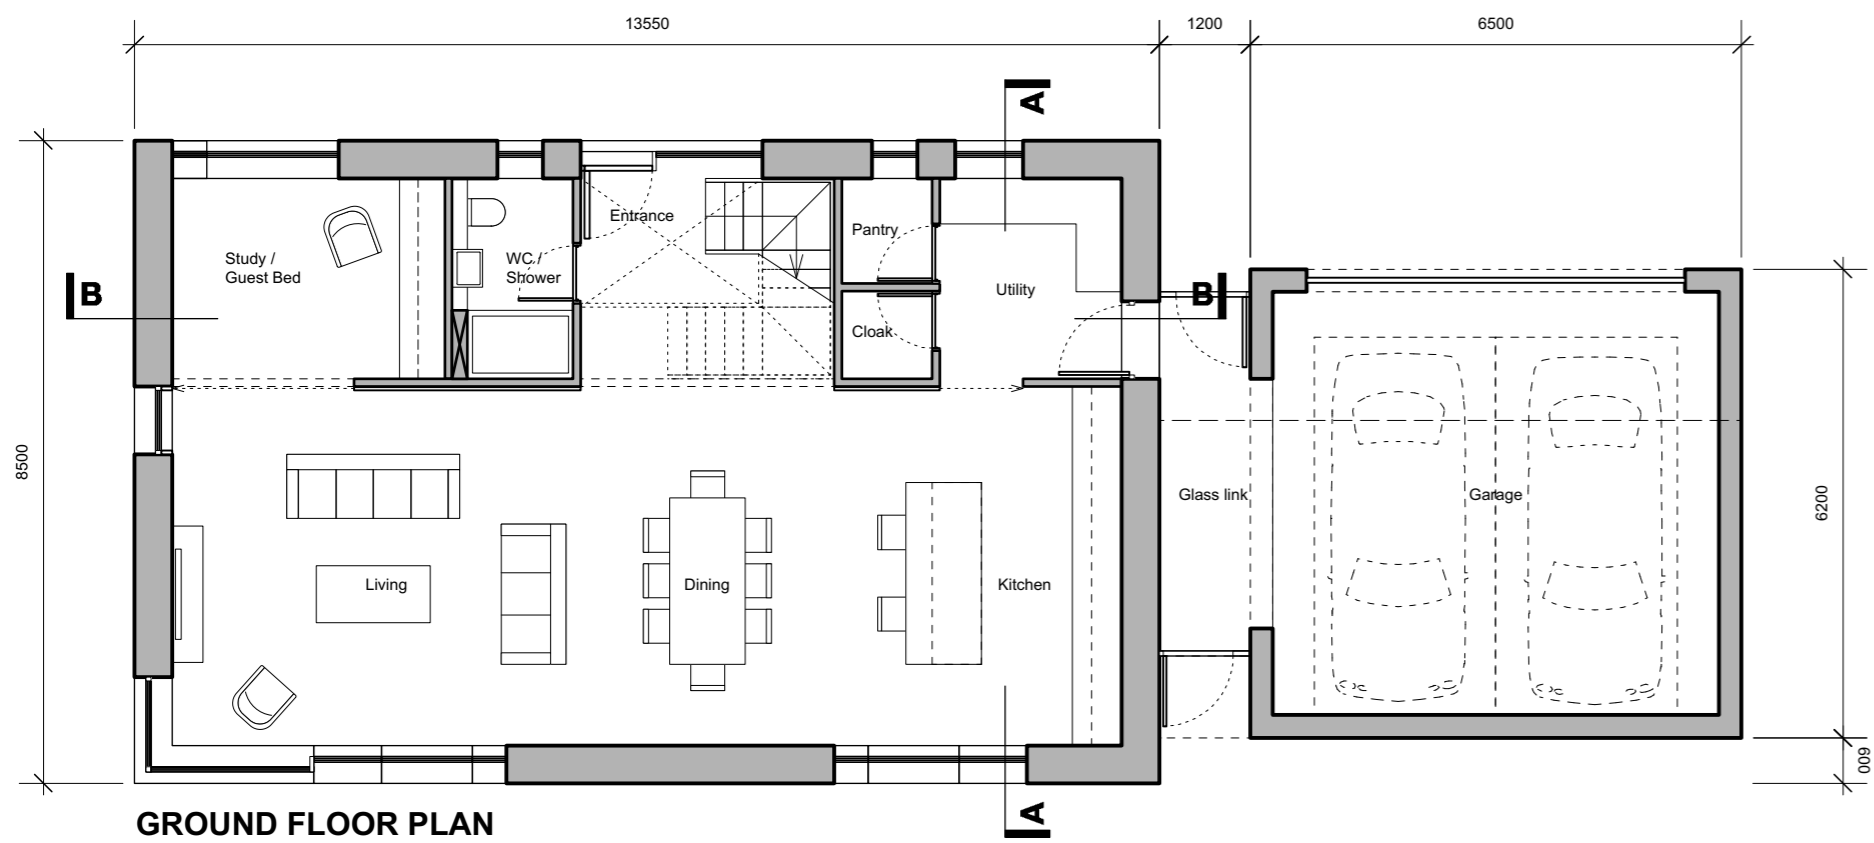 13550
1200
6500
A
Entrance
Pantry
Study /
Guest Bed
WC /
Shower
Utility
B
B
Cloak
8500
Glass link
Garage
6200
Living
Dining
Kitchen
600
A
GROUND FLOOR PLAN